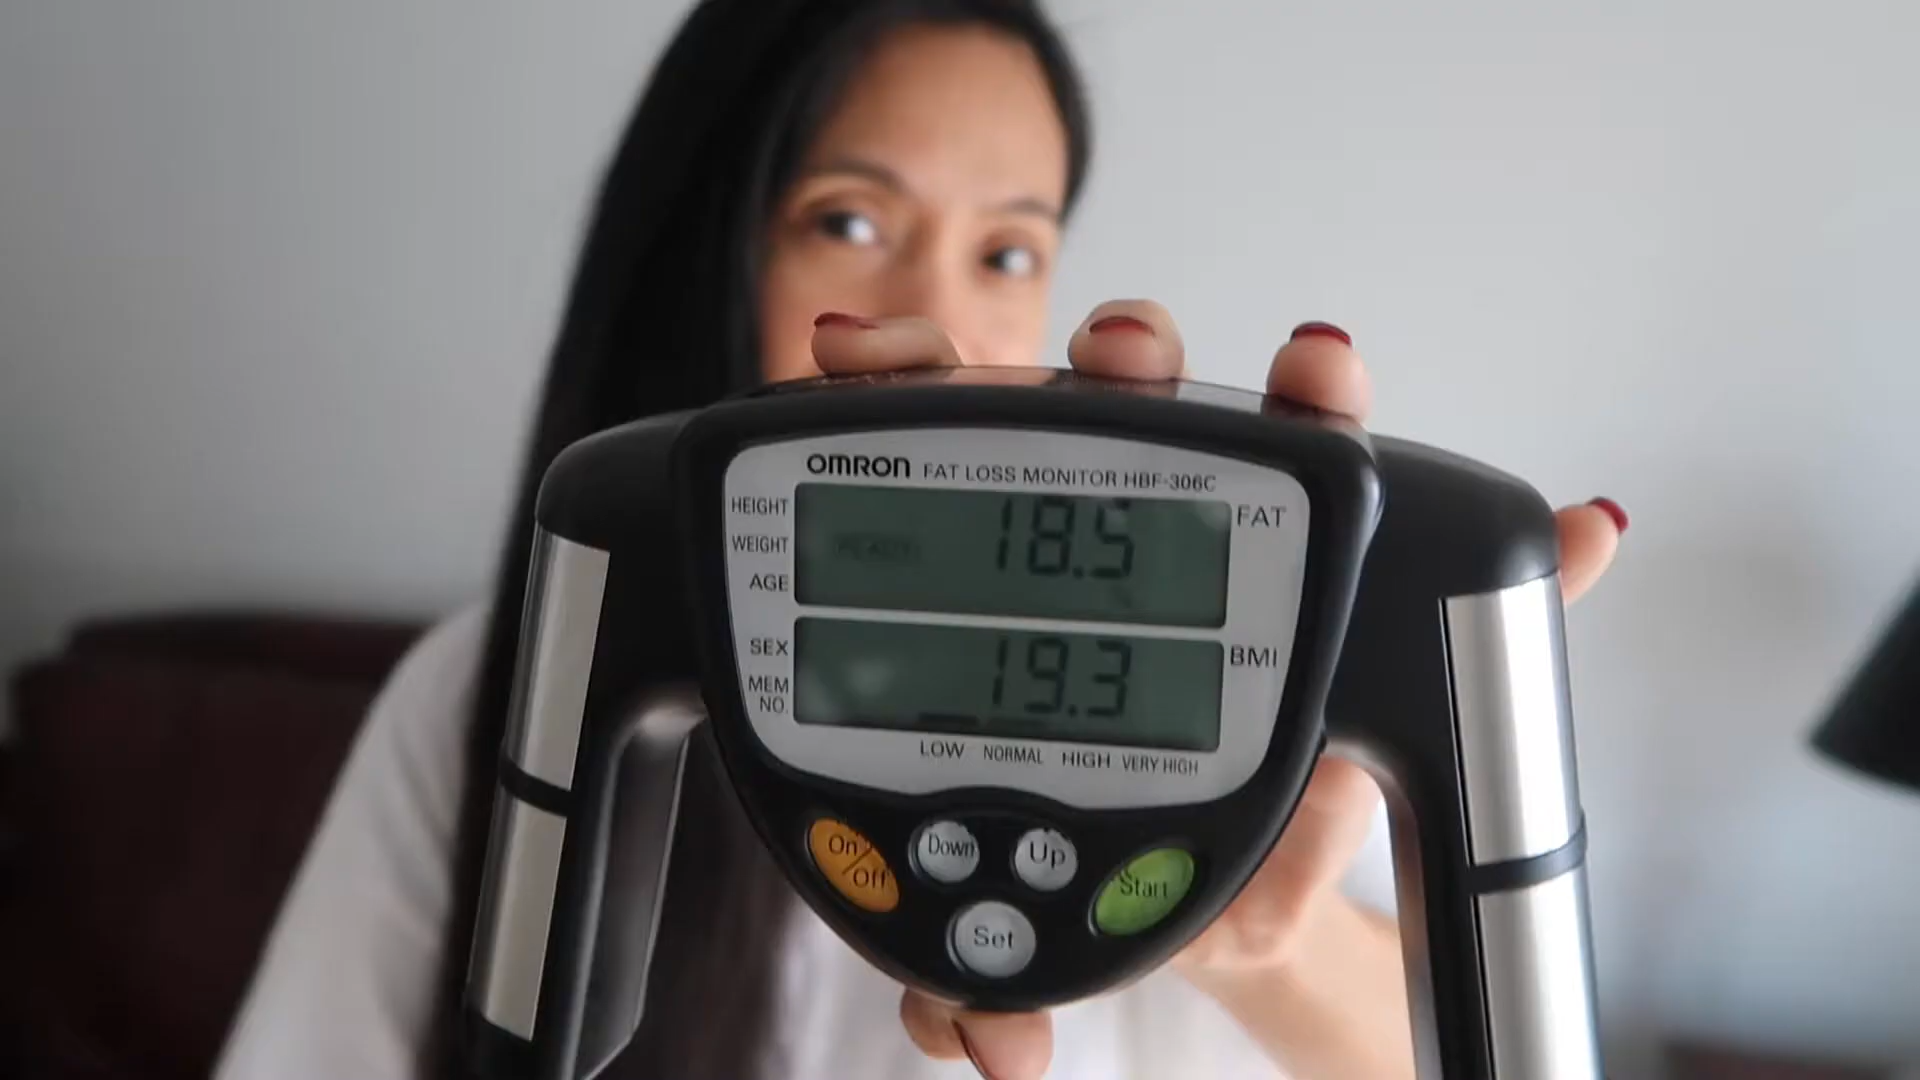 OMRON FAT LOSS MONITOR HBF-306C
HEIGHT
WEIGHT
AGE
READY
18.5
FAT
SEX
MEM
NO.
19.3
BMI
LOW NORMAL HIGH VERY HIGH
On/Off
Down
Up
Start
Set